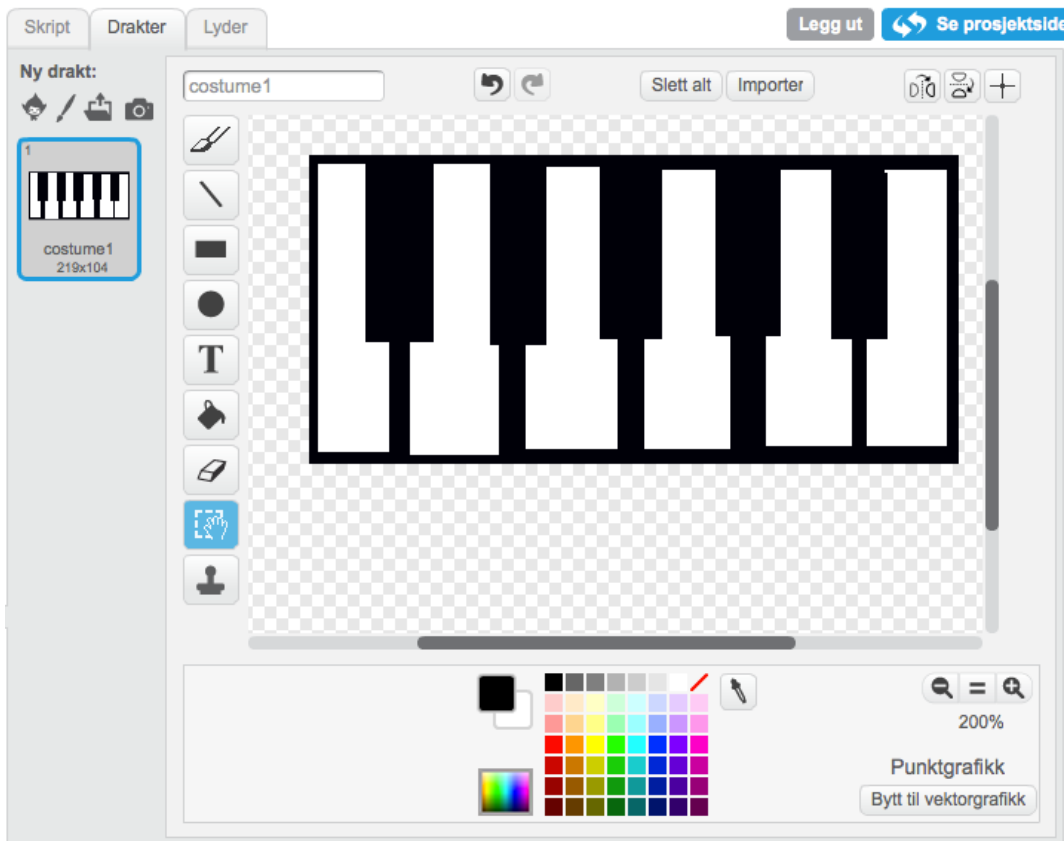 Skript
Drakter
Lyder
Legg ut
Se prosjektside
Ny drakt:
costume1
Slett alt
Importer
1
costume1
219x104
T
200%
Punktgrafikk
Bytt til vektorgrafikk